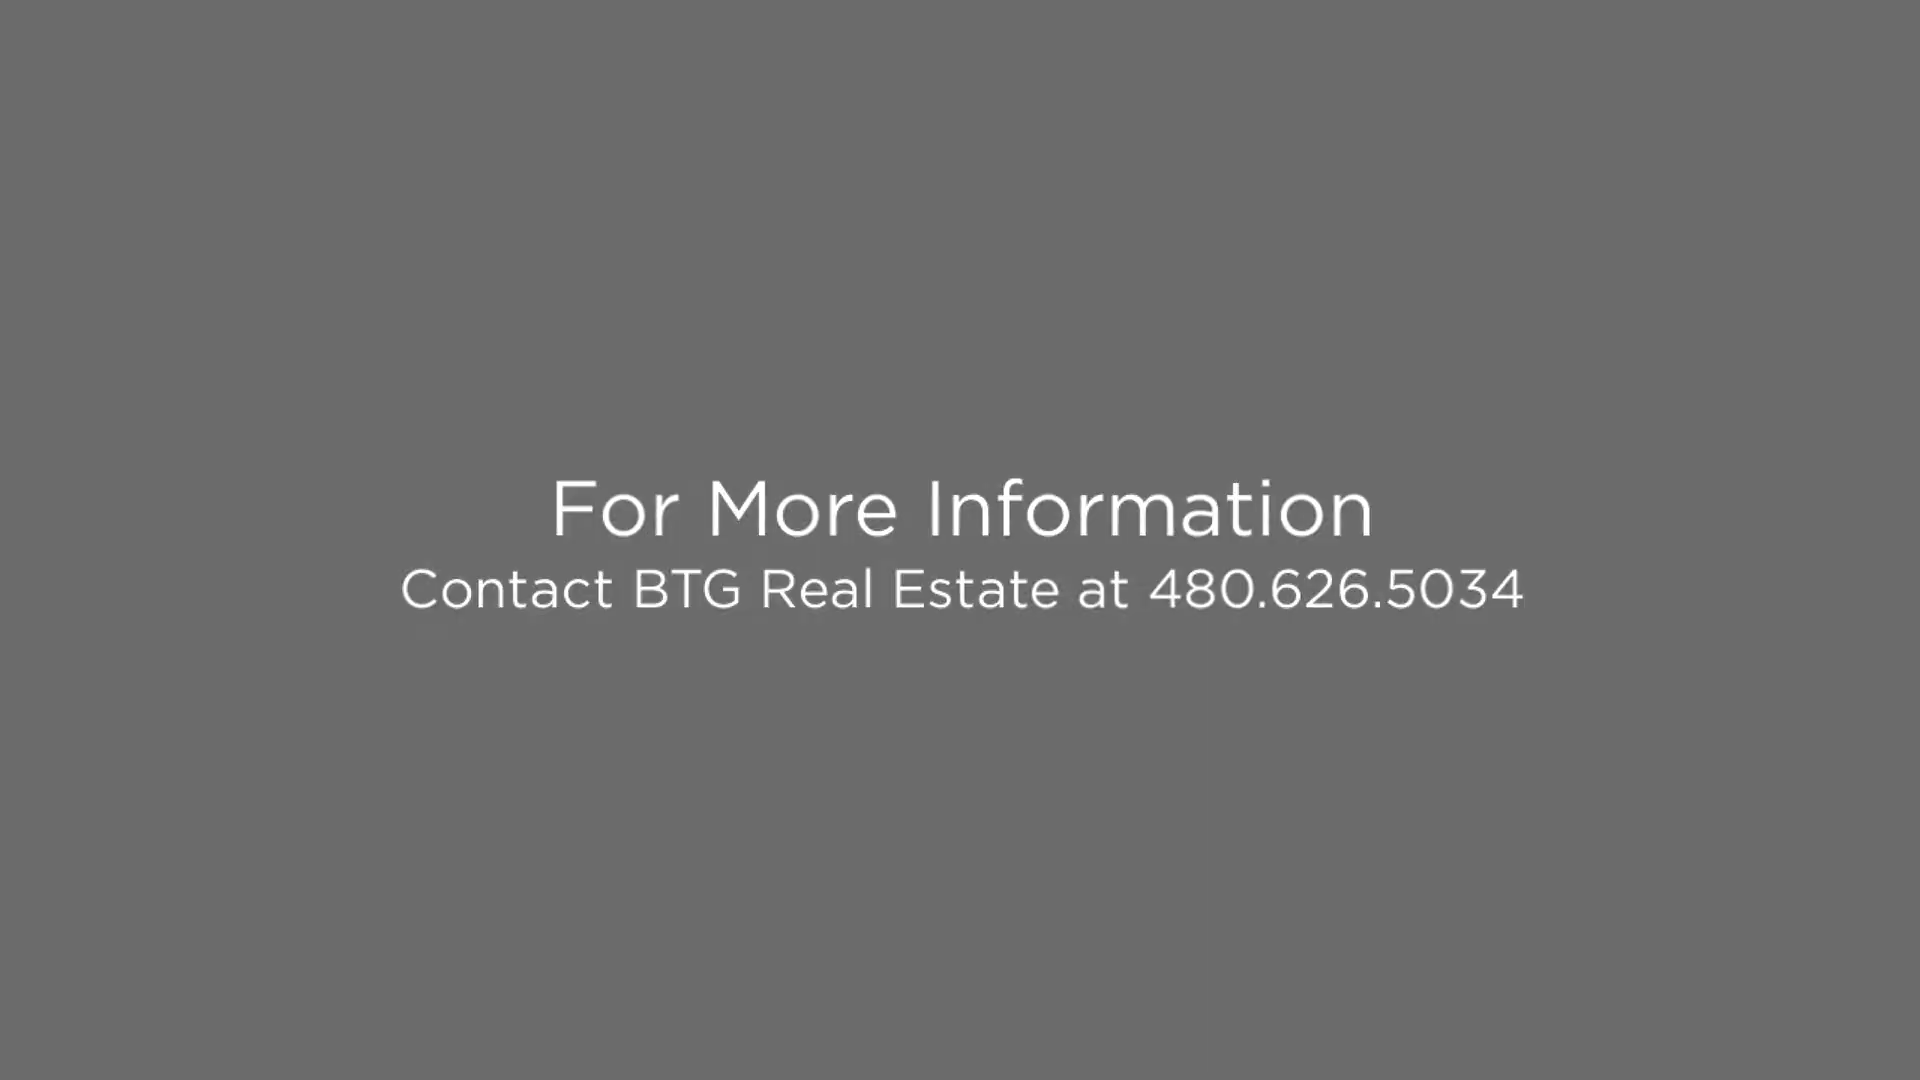 For More Information
Contact BTG Real Estate at 480.626.5034